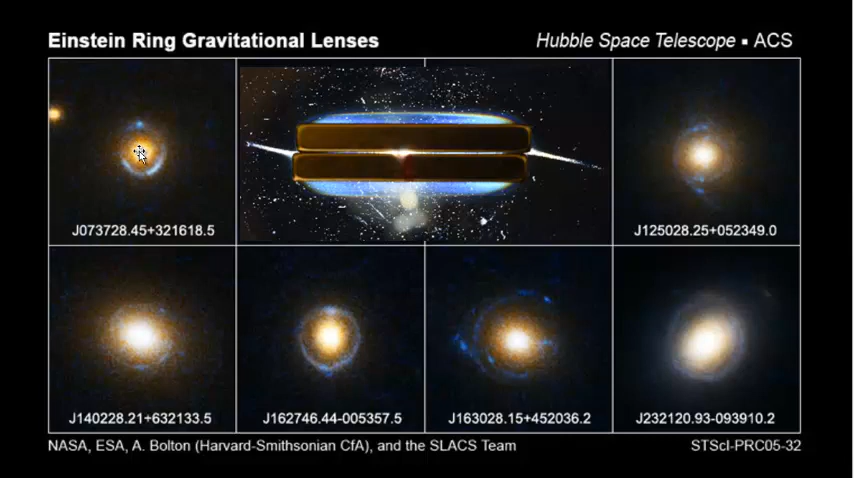 Einstein Ring Gravitational Lenses
Hubble Space Telescope ▪ ACS
J073728.45+321618.5
J125028.25+052349.0
J140228.21+632133.5
J162746.44-005357.5
J163028.15+452036.2
J232120.93-093910.2
NASA, ESA, A. Bolton (Harvard-Smithsonian CfA), and the SLACS Team
STScI-PRC05-32